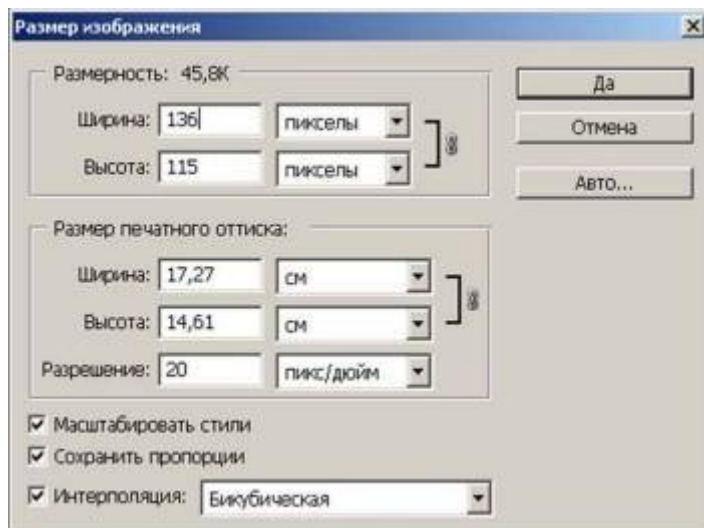 Размер изображения
Размерность: 45,8K
Да
Ширина: 136 пикселы
Отмена
Высота: 115 пикселы
Авто...
Размер печатного оттиска:
Ширина: 17,27 см
Высота: 14,61 см
Разрешение: 20 пикс/дюйм
Масштабировать стили
Сохранить пропорции
Интерполяция: Бикубическая